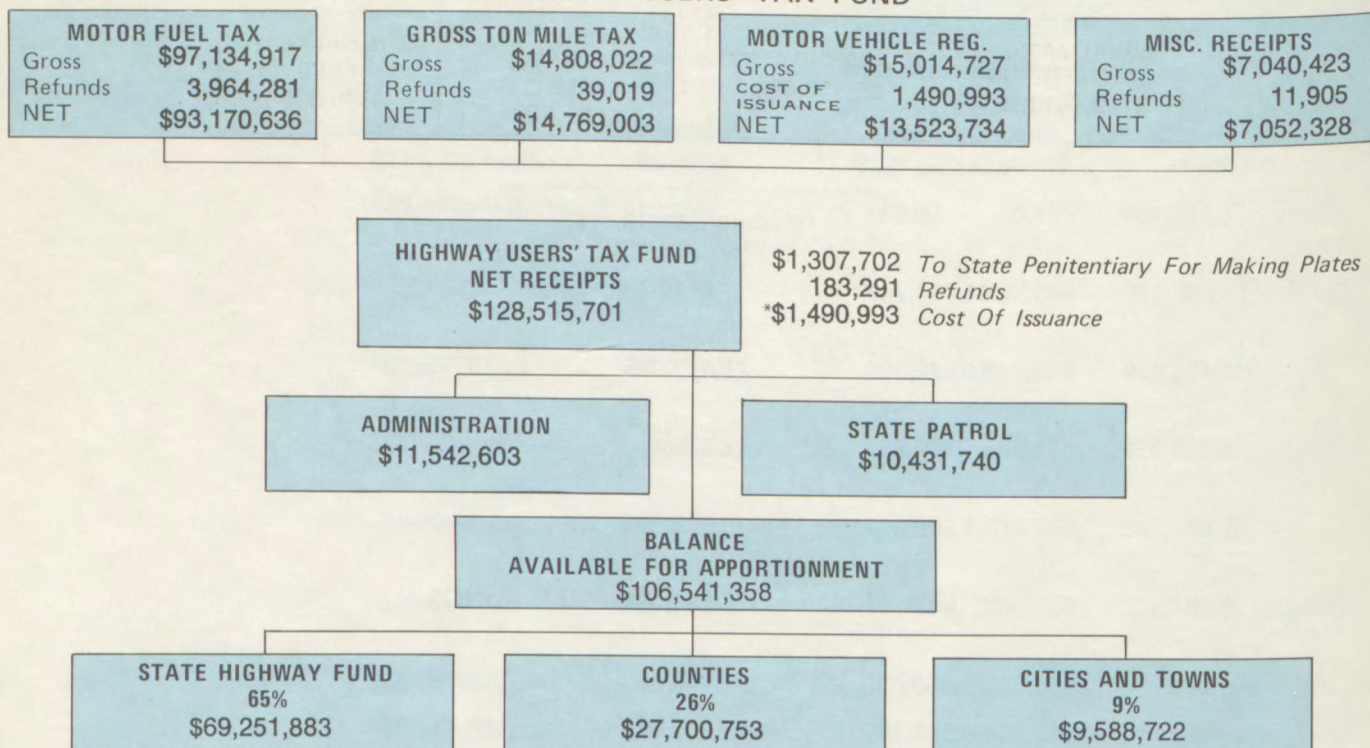 USERS' TAX FUND
MOTOR FUEL TAX
Gross $97,134,917
Refunds 3,964,281
NET $93,170,636
GROSS TON MILE TAX
Gross $14,808,022
Refunds 39,019
NET $14,769,003
MOTOR VEHICLE REG.
Gross $15,014,727
COST OF
ISSUANCE 1,490,993
NET $13,523,734
MISC. RECEIPTS
Gross $7,040,423
Refunds 11,905
NET $7,052,328
HIGHWAY USERS' TAX FUND
NET RECEIPTS
$128,515,701
$1,307,702 To State Penitentiary For Making Plates
183,291 Refunds
*$1,490,993 Cost Of Issuance
ADMINISTRATION
$11,542,603
STATE PATROL
$10,431,740
BALANCE
AVAILABLE FOR APPORTIONMENT
$106,541,358
STATE HIGHWAY FUND
65%
$69,251,883
COUNTIES
26%
$27,700,753
CITIES AND TOWNS
9%
$9,588,722